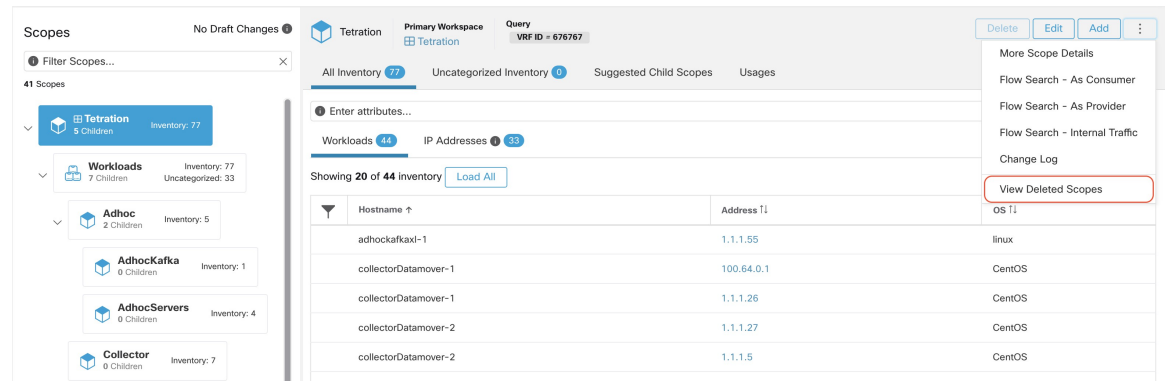 Scopes
No Draft Changes
Filter Scopes...
41 Scopes
Tetration
5 Children
Inventory: 77
Workloads
7 Children
Inventory: 77
Uncategorized: 33
Adhoc
2 Children
Inventory: 5
AdhocKafka
0 Children
Inventory: 1
AdhocServers
0 Children
Inventory: 4
Collector
0 Children
Inventory: 7
Tetration
Primary Workspace
Tetration
Query
VRF ID = 676767
Delete Edit Add
More Scope Details
Flow Search - As Consumer
Flow Search - As Provider
Flow Search - Internal Traffic
Change Log
View Deleted Scopes
All Inventory 77 Uncategorized Inventory 0 Suggested Child Scopes Usages
Enter attributes...
Workloads 44 IP Addresses 33
Showing 20 of 44 inventory Load All
Hostname ↑ Address ↑↓ OS ↑↓
adhockafkaxl-1 1.1.1.55 linux
collectorDatamover-1 100.64.0.1 CentOS
collectorDatamover-1 1.1.1.26 CentOS
collectorDatamover-2 1.1.1.27 CentOS
collectorDatamover-2 1.1.1.5 CentOS